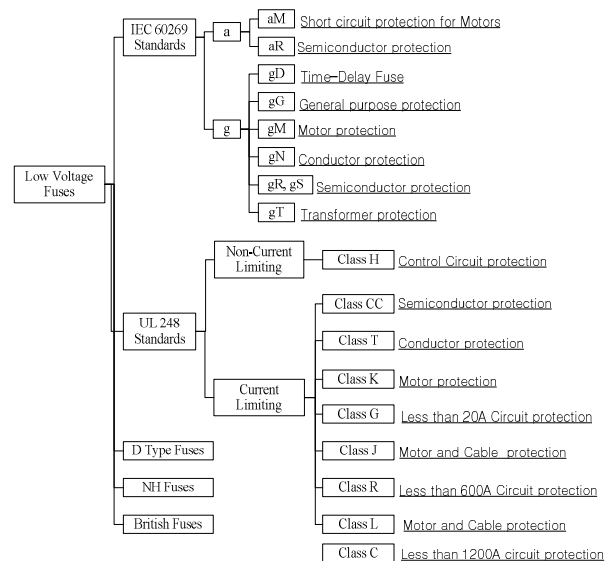 Low Voltage
Fuses
IEC 60269
Standards
a
aM Short circuit protection for Motors
aR Semiconductor protection
g
gD Time-Delay Fuse
gG General purpose protection
gM Motor protection
gN Conductor protection
gR, gS Semiconductor protection
gT Transformer protection
UL 248
Standards
Non-Current
Limiting
Class H Control Circuit protection
Current
Limiting
Class CC Semiconductor protection
Class T Conductor protection
Class K Motor protection
Class G Less than 20A Circuit protection
Class J Motor and Cable protection
Class R Less than 600A Circuit protection
Class L Motor and Cable protection
Class C Less than 1200A circuit protection
D Type Fuses
NH Fuses
British Fuses